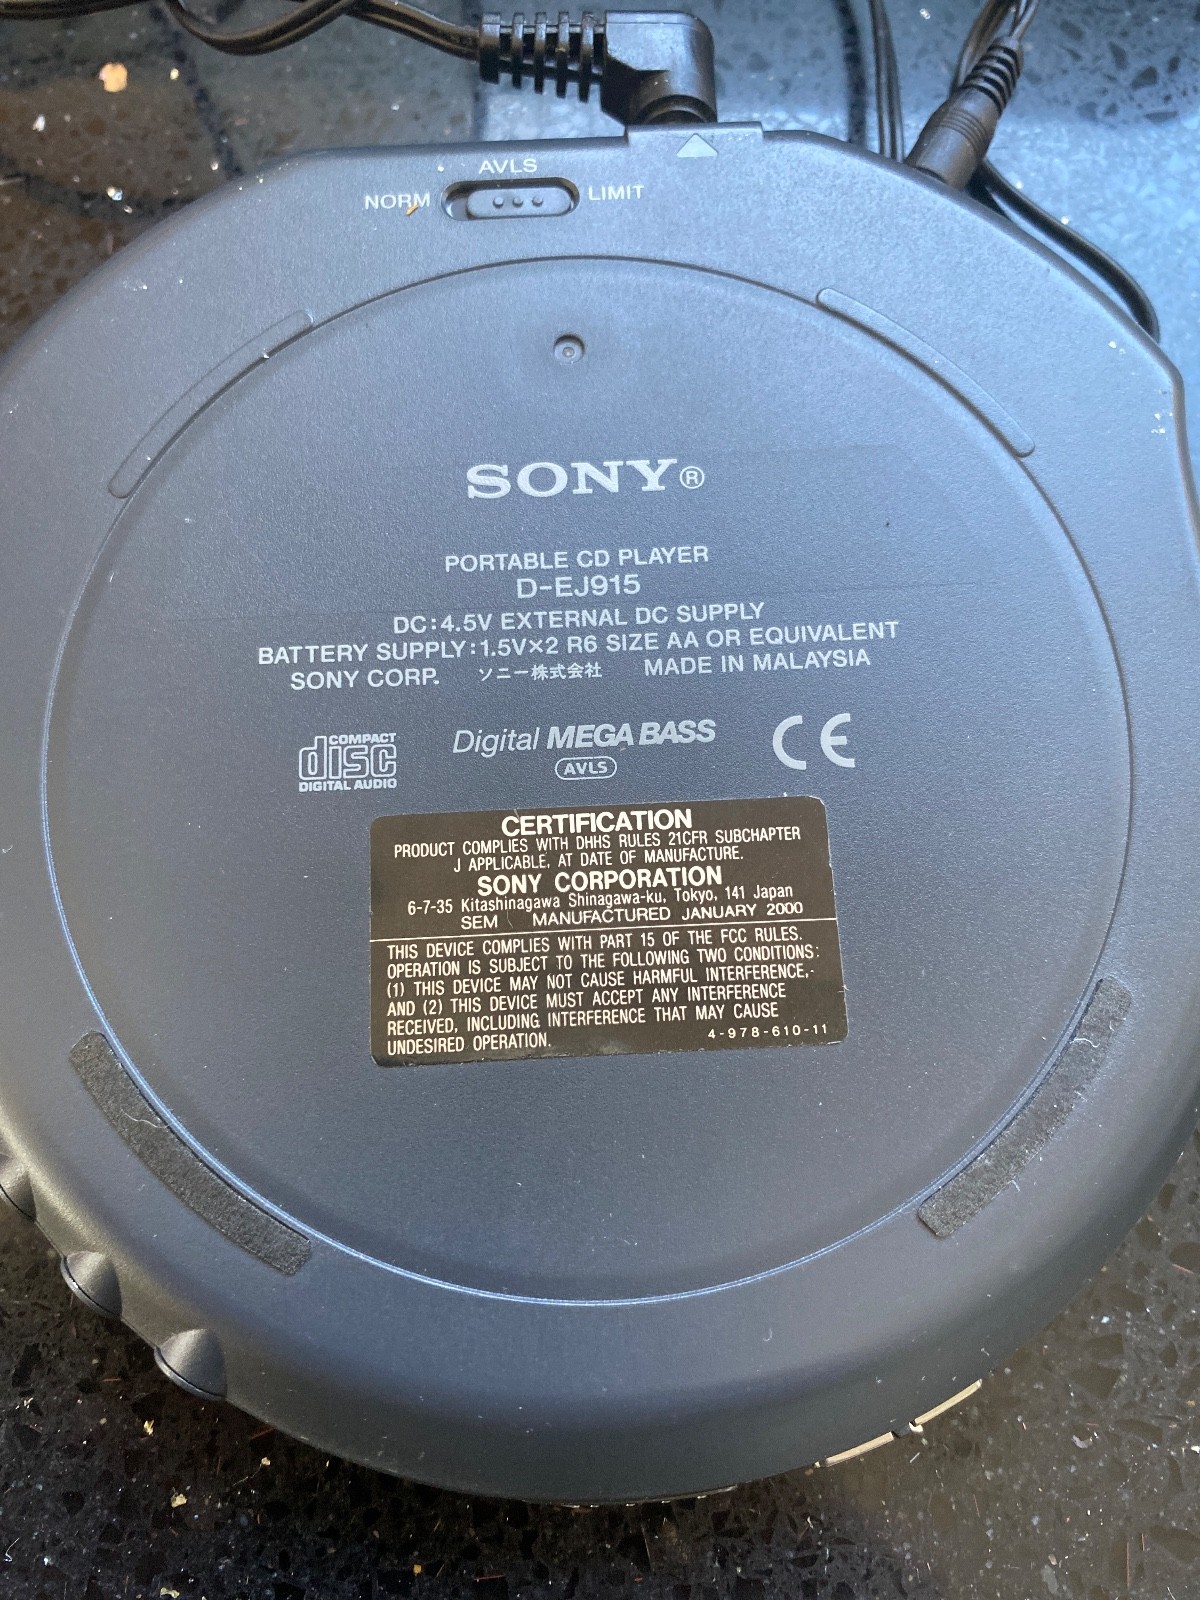 AVLS
NORM LIMIT
SONY®
PORTABLE CD PLAYER
D-EJ915
DC:4.5V EXTERNAL DC SUPPLY
BATTERY SUPPLY:1.5V×2 R6 SIZE AA OR EQUIVALENT
SONY CORP. ソニー株式会社 MADE IN MALAYSIA
COMPACT
disc
DIGITAL AUDIO
Digital MEGA BASS
AVLS
CE
CERTIFICATION
PRODUCT COMPLIES WITH DHHS RULES 21CFR SUBCHAPTER
J APPLICABLE, AT DATE OF MANUFACTURE.
SONY CORPORATION
6-7-35 Kitashinagawa Shinagawa-ku, Tokyo, 141 Japan
SEM MANUFACTURED JANUARY 2000
THIS DEVICE COMPLIES WITH PART 15 OF THE FCC RULES.
OPERATION IS SUBJECT TO THE FOLLOWING TWO CONDITIONS:
(1) THIS DEVICE MAY NOT CAUSE HARMFUL INTERFERENCE,
AND (2) THIS DEVICE MUST ACCEPT ANY INTERFERENCE
RECEIVED, INCLUDING INTERFERENCE THAT MAY CAUSE
UNDESIRED OPERATION. 4-978-610-11